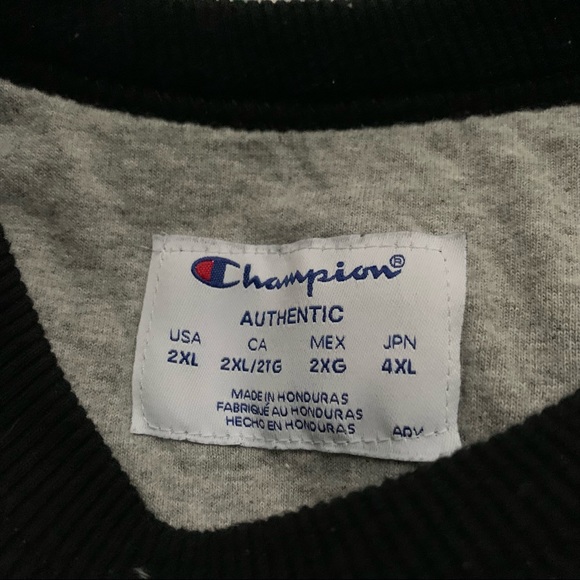 Champion®
AUTHENTIC
USA CA MEX JPN
2XL 2XL/2TG 2XG 4XL
MADE IN HONDURAS
FABRIQUÉ AU HONDURAS
HECHO EN HONDURAS